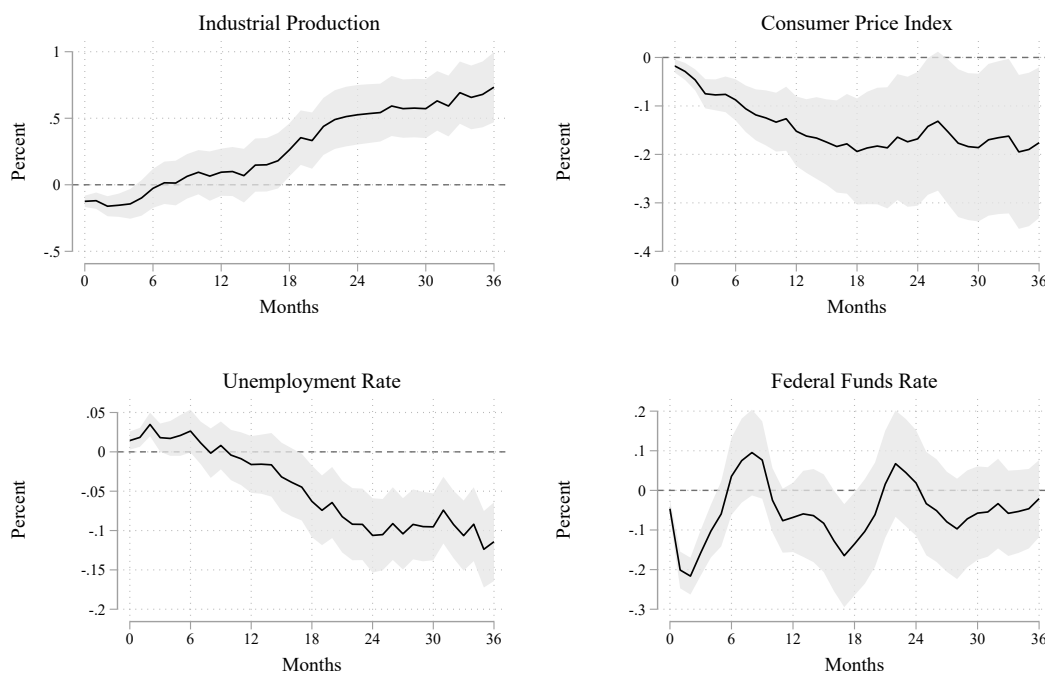 Industrial Production
Percent
1
.5
0
-.5
0 6 12 18 24 30 36
Months
Consumer Price Index
Percent
0
-.1
-.2
-.3
-.4
0 6 12 18 24 30 36
Months
Unemployment Rate
Percent
.05
0
-.05
-.1
-.15
-.2
0 6 12 18 24 30 36
Months
Federal Funds Rate
Percent
.2
.1
0
-.1
-.2
-.3
0 6 12 18 24 30 36
Months